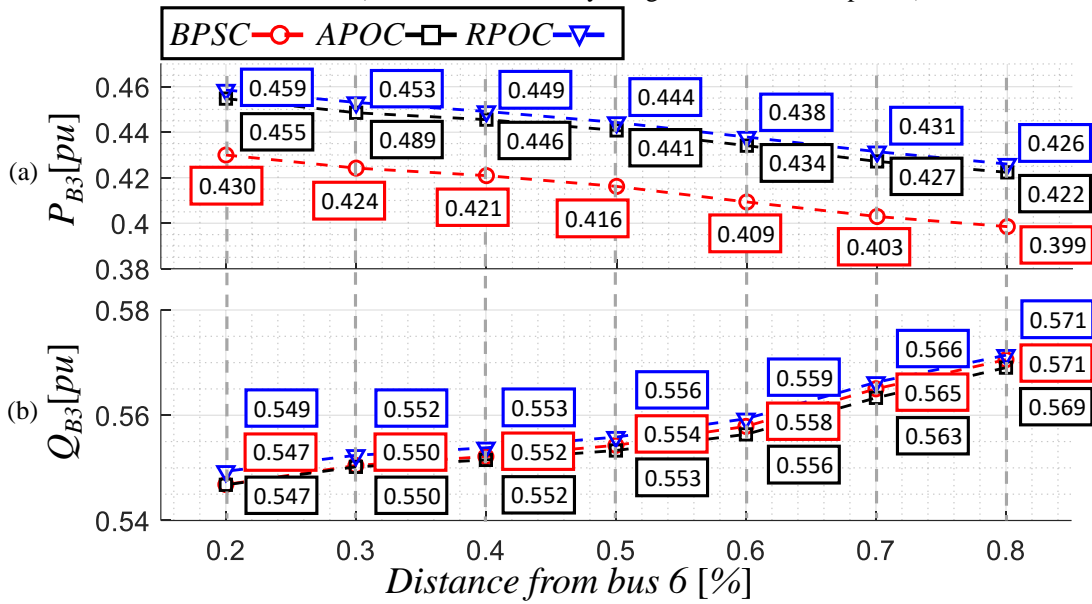 BPSC APOC RPOC
(a)
P_B3 [pu]
0.46
0.44
0.42
0.4
0.38
0.459 0.453 0.449 0.444 0.438 0.431 0.426
0.455 0.489 0.446 0.441 0.434 0.427 0.422
0.430 0.424 0.421 0.416 0.409 0.403 0.399
(b)
Q_B3 [pu]
0.58
0.56
0.54
0.549 0.552 0.553 0.556 0.559 0.566 0.571
0.547 0.550 0.552 0.554 0.558 0.565 0.571
0.547 0.550 0.552 0.553 0.556 0.563 0.569
0.2 0.3 0.4 0.5 0.6 0.7 0.8
Distance from bus 6 [%]